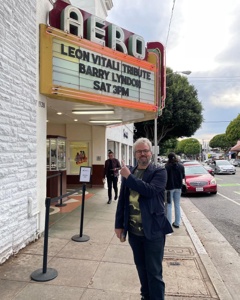 AERO
LEON VITALI TRIBUTE
BARRY LYNDON
SAT 3PM